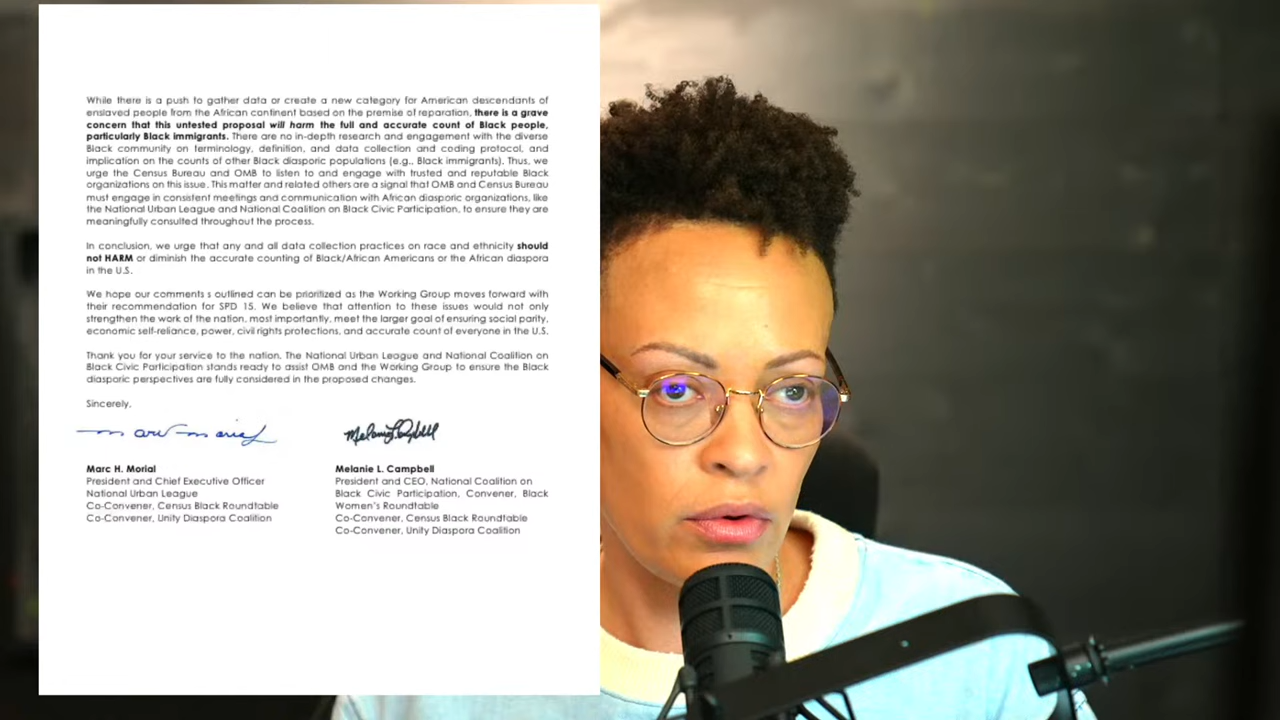 While there is a push to gather data or create a new category for American descendants of
enslaved people from the African continent based on the premise of reparation, there is a grave
concern that this untested proposal will harm the full and accurate count of Black people,
particularly Black immigrants. There are no in-depth research and engagement with the diverse
Black community on terminology, definition, and data collection and coding protocol, and
implication on the counts of other Black diasporic populations (e.g., Black immigrants). Thus, we
urge the Census Bureau and OMB to listen to and engage with trusted and reputable Black
organizations on this issue. This matter and related others are a signal that OMB and Census Bureau
must engage in consistent meetings and communication with African diasporic organizations, like
the National Urban League and National Coalition on Black Civic Participation, to ensure they are
meaningfully consulted throughout the process.
In conclusion, we urge that any and all data collection practices on race and ethnicity should
not HARM or diminish the accurate counting of Black/African Americans or the African diaspora
in the U.S.
We hope our comments s outlined can be prioritized as the Working Group moves forward with
their recommendation for SPD 15. We believe that attention to these issues would not only
strengthen the work of the nation, most importantly, meet the larger goal of ensuring social parity,
economic self-reliance, power, civil rights protections, and accurate count of everyone in the U.S.
Thank you for your service to the nation. The National Urban League and National Coalition on
Black Civic Participation stands ready to assist OMB and the Working Group to ensure the Black
diasporic perspectives are fully considered in the proposed changes.
Sincerely,
Marc H. Morial
President and Chief Executive Officer
National Urban League
Co-Convener, Census Black Roundtable
Co-Convener, Unity Diaspora Coalition
Melanie L. Campbell
Melanie L. Campbell
President and CEO, National Coalition on
Black Civic Participation, Convener, Black
Women's Roundtable
Co-Convener, Census Black Roundtable
Co-Convener, Unity Diaspora Coalition